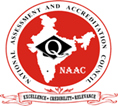 NATIONAL ASSESSMENT AND ACCREDITATION COUNCIL
Q
NAAC
EXCELLENCE • CREDIBILITY • RELEVANCE